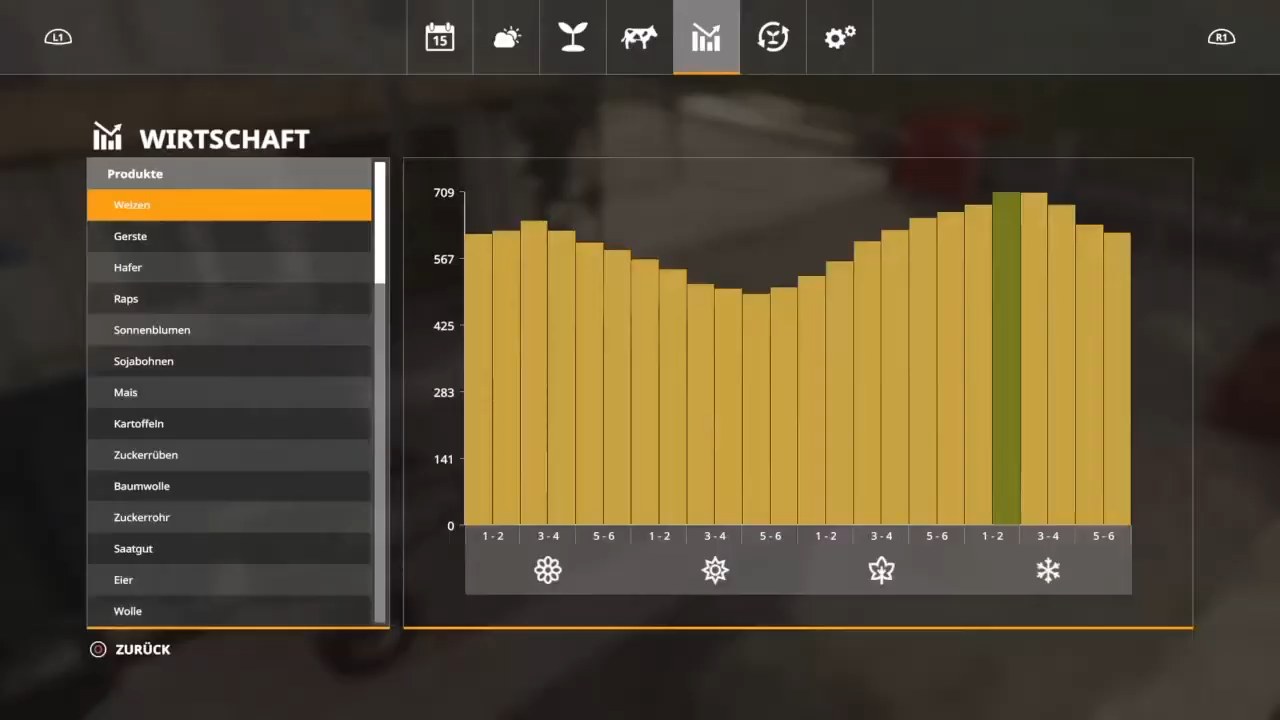 L1
15
R1
WIRTSCHAFT
Produkte
Weizen
Gerste
Hafer
Raps
Sonnenblumen
Sojabohnen
Mais
Kartoffeln
Zuckerrüben
Baumwolle
Zuckerrohr
Saatgut
Eier
Wolle
709
567
425
283
141
0
1 - 2 3 - 4 5 - 6 1 - 2 3 - 4 5 - 6 1 - 2 3 - 4 5 - 6 1 - 2 3 - 4 5 - 6
ZURÜCK